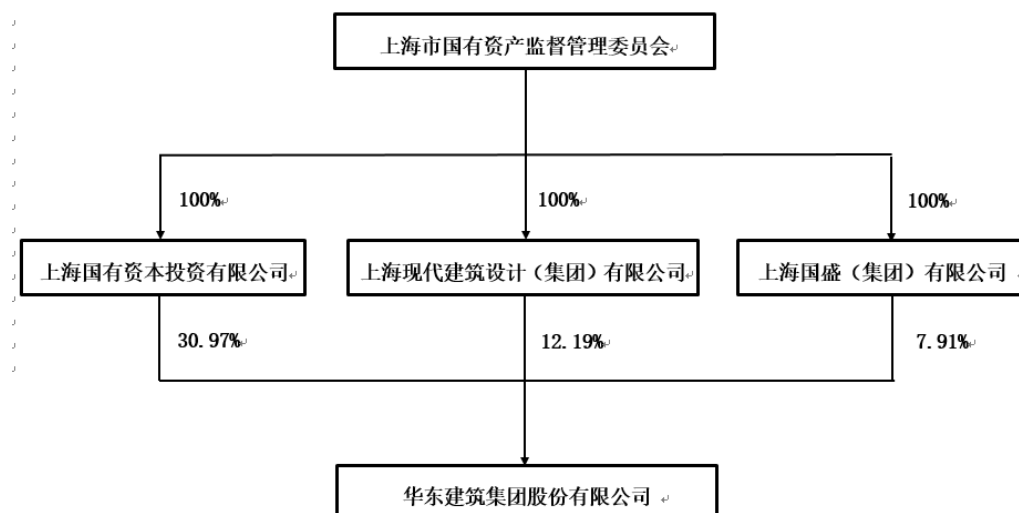 上海市国有资产监督管理委员会
100%
100%
100%
上海国有资本投资有限公司
上海现代建筑设计（集团）有限公司
上海国盛（集团）有限公司
30.97%
12.19%
7.91%
华东建筑集团股份有限公司